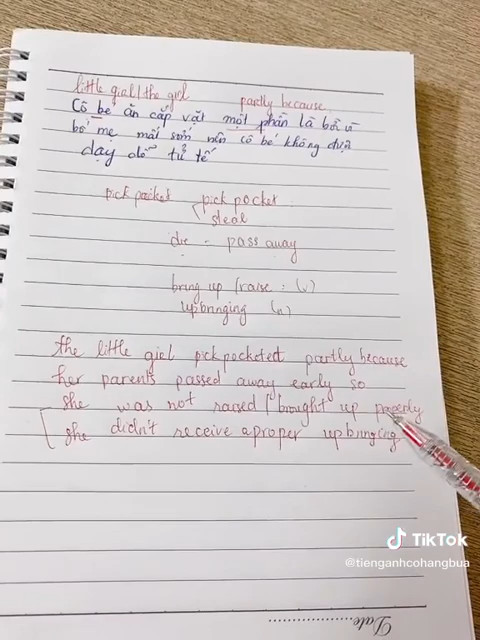 little girl / the girl partly because
Cô bé ăn cắp vặt một phần là bởi vì
bố mẹ mất sớm nên cô bé không được
dạy dỗ tử tế
pickpocket pick pocket
steal
die - pass away
bring up / raise : (v)
upbringing (n)
the little girl pickpocketed partly because
her parents passed away early so
she was not raised / brought up properly
she didn't receive a proper upbringing
TikTok
@tienganhcohangbua
Date